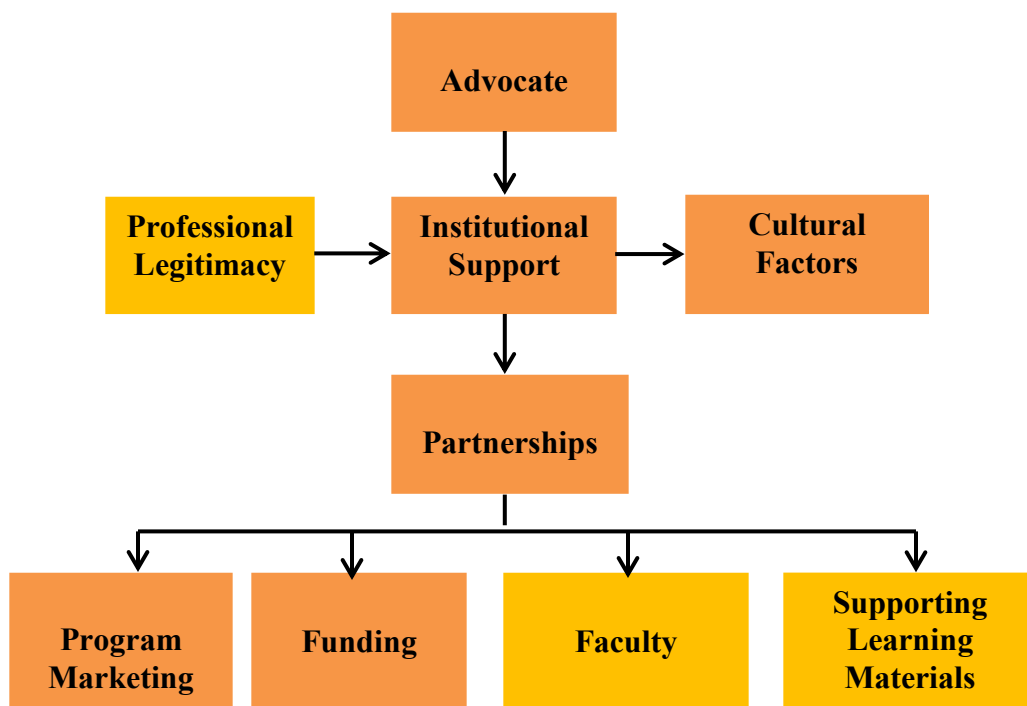 Advocate
Professional
Legitimacy
Institutional
Support
Cultural
Factors
Partnerships
Program
Marketing
Funding
Faculty
Supporting
Learning
Materials